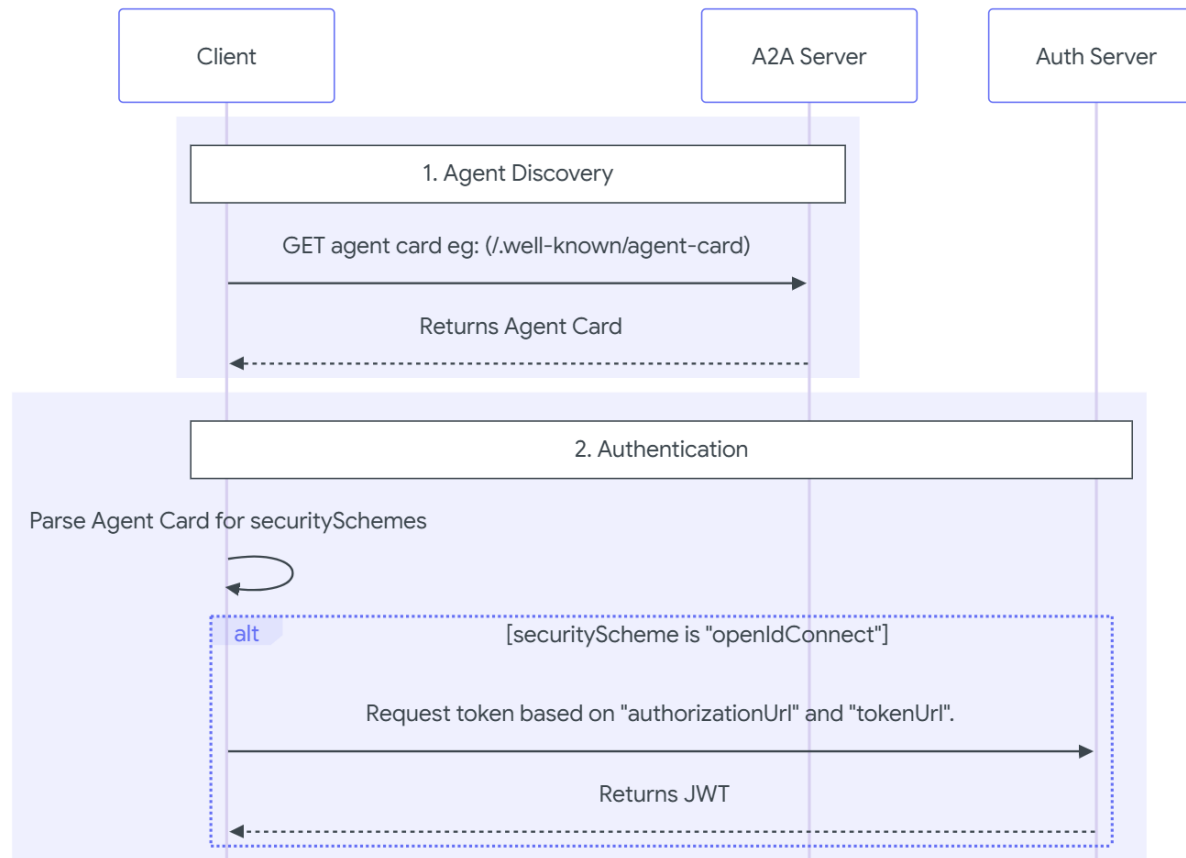 Client
A2A Server
Auth Server
1. Agent Discovery
GET agent card eg: (/.well-known/agent-card)
Returns Agent Card
2. Authentication
Parse Agent Card for securitySchemes
alt
[securityScheme is "openIdConnect"]
Request token based on "authorizationUrl" and "tokenUrl".
Returns JWT